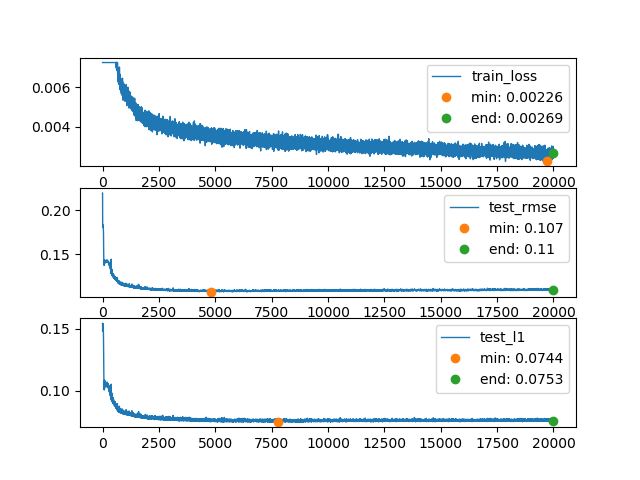 0.006
0.004
train_loss
min: 0.00226
end: 0.00269
0 2500 5000 7500 10000 12500 15000 17500 20000
0.20
0.15
test_rmse
min: 0.107
end: 0.11
0 2500 5000 7500 10000 12500 15000 17500 20000
0.15
0.10
test_l1
min: 0.0744
end: 0.0753
0 2500 5000 7500 10000 12500 15000 17500 20000